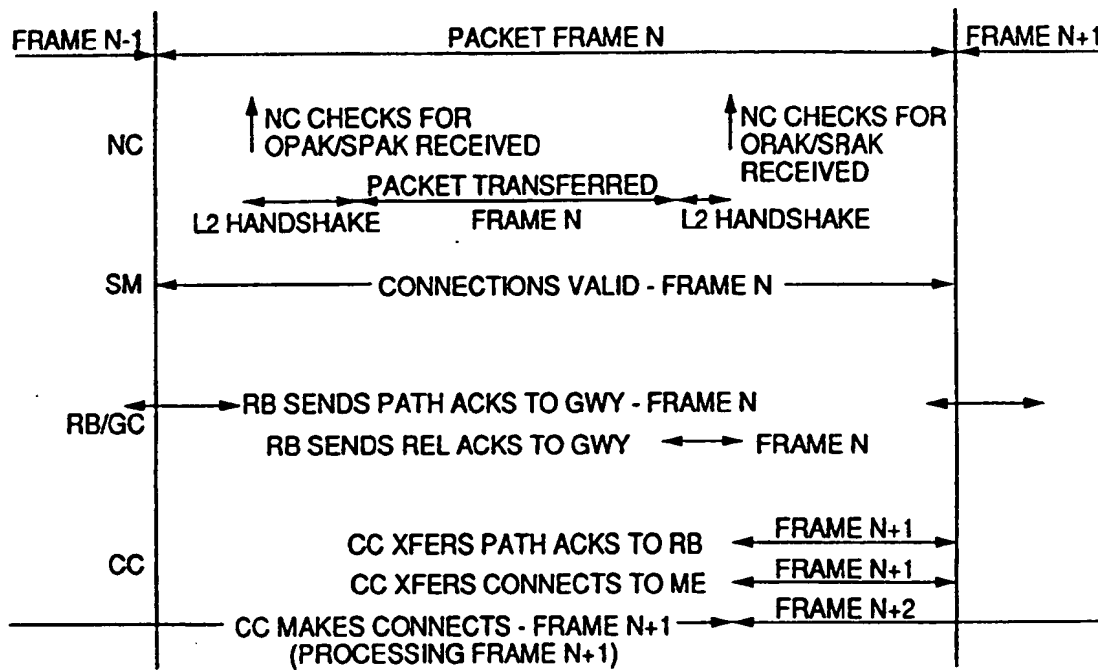 FRAME N-1
PACKET FRAME N
FRAME N+1
NC
NC CHECKS FOR
OPAK/SPAK RECEIVED
NC CHECKS FOR
ORAK/SRAK
RECEIVED
PACKET TRANSFERRED
L2 HANDSHAKE
FRAME N
L2 HANDSHAKE
SM
CONNECTIONS VALID - FRAME N
RB/GC
RB SENDS PATH ACKS TO GWY - FRAME N
RB SENDS REL ACKS TO GWY
FRAME N
CC
CC XFERS PATH ACKS TO RB
FRAME N+1
CC XFERS CONNECTS TO ME
FRAME N+1
CC MAKES CONNECTS - FRAME N+1
(PROCESSING FRAME N+1)
FRAME N+2